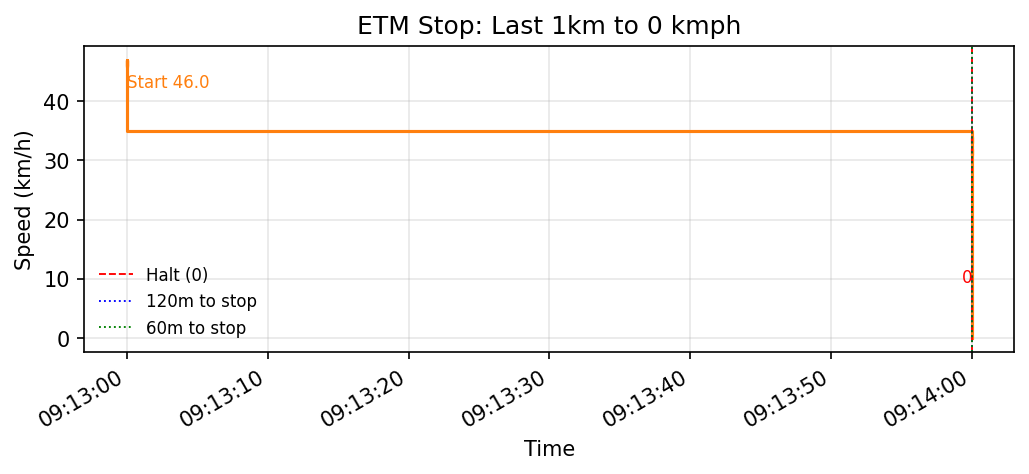 ETM Stop: Last 1km to 0 kmph
Start 46.0
40
30
20
10
0
Speed (km/h)
Halt (0)
120m to stop
60m to stop
0
09:13:00
09:13:10
09:13:20
09:13:30
09:13:40
09:13:50
09:14:00
Time